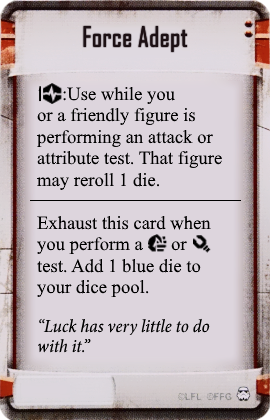 Force Adept
:Use while you
or a friendly figure is
performing an attack or
attribute test. That figure
may reroll 1 die.
Exhaust this card when
you perform a or
test. Add 1 blue die to
your dice pool.
“Luck has very little to do
with it.”
©LFL ©FFG